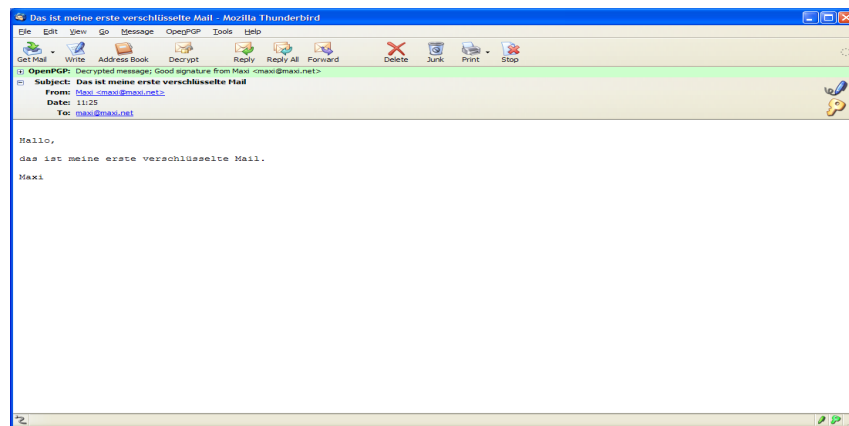 Das ist meine erste verschlüsselte Mail - Mozilla Thunderbird
File Edit View Go Message OpenPGP Tools Help
Get Mail Write Address Book Decrypt Reply Reply All Forward Delete Junk Print Stop
OpenPGP: Decrypted message; Good signature from Maxi <maxi@maxi.net>
Subject: Das ist meine erste verschlüsselte Mail
From: Maxi <maxi@maxi.net>
Date: 11:25
To: maxi@maxi.net
Hallo,
das ist meine erste verschlüsselte Mail.
Maxi